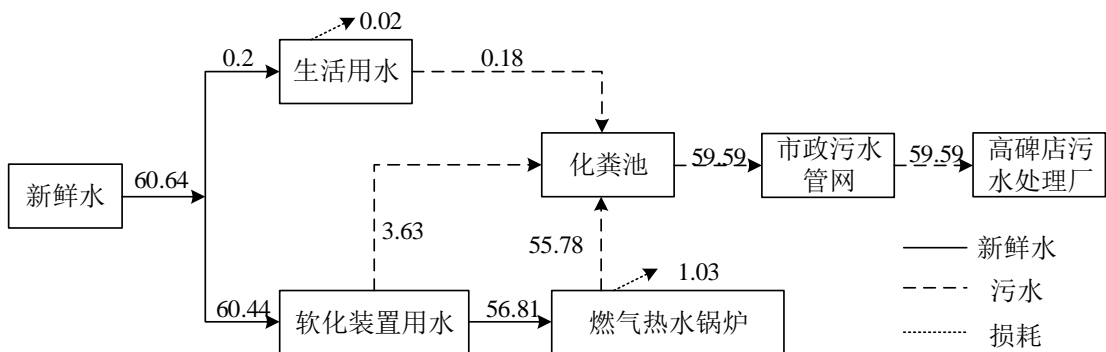 0.02
0.2
生活用水
0.18
新鲜水
60.64
化粪池
59.59
市政污水
管网
59.59
高碑店污
水处理厂
3.63
55.78
1.03
60.44
软化装置用水
56.81
燃气热水锅炉
新鲜水
污水
损耗